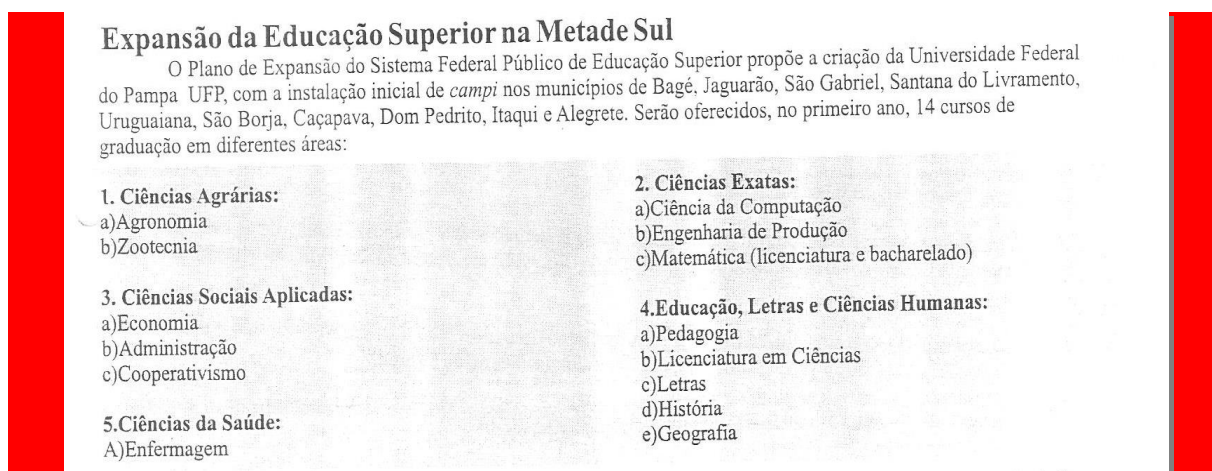 Expansão da Educação Superior na Metade Sul
O Plano de Expansão do Sistema Federal Público de Educação Superior propõe a criação da Universidade Federal
do Pampa UFP, com a instalação inicial de campi nos municípios de Bagé, Jaguarão, São Gabriel, Santana do Livramento,
Uruguaiana, São Borja, Caçapava, Dom Pedrito, Itaqui e Alegrete. Serão oferecidos, no primeiro ano, 14 cursos de
graduação em diferentes áreas:
1. Ciências Agrárias:
a)Agronomia
b)Zootecnia
2. Ciências Exatas:
a)Ciência da Computação
b)Engenharia de Produção
c)Matemática (licenciatura e bacharelado)
3. Ciências Sociais Aplicadas:
a)Economia
b)Administração
c)Cooperativismo
4.Educação, Letras e Ciências Humanas:
a)Pedagogia
b)Licenciatura em Ciências
c)Letras
d)História
e)Geografia
5.Ciências da Saúde:
A)Enfermagem